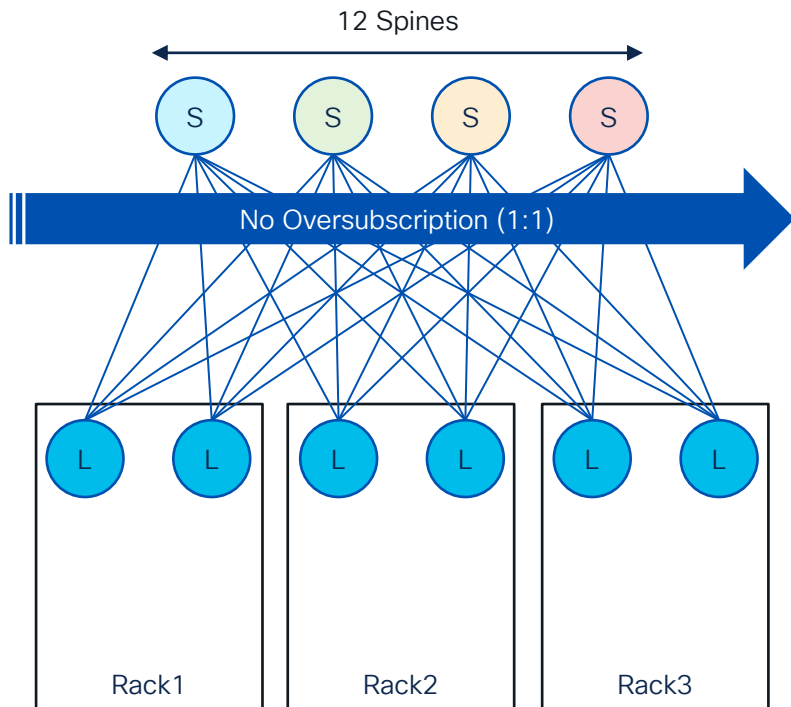 12 Spines
S S S S
No Oversubscription (1:1)
L L L L L L
Rack1 Rack2 Rack3